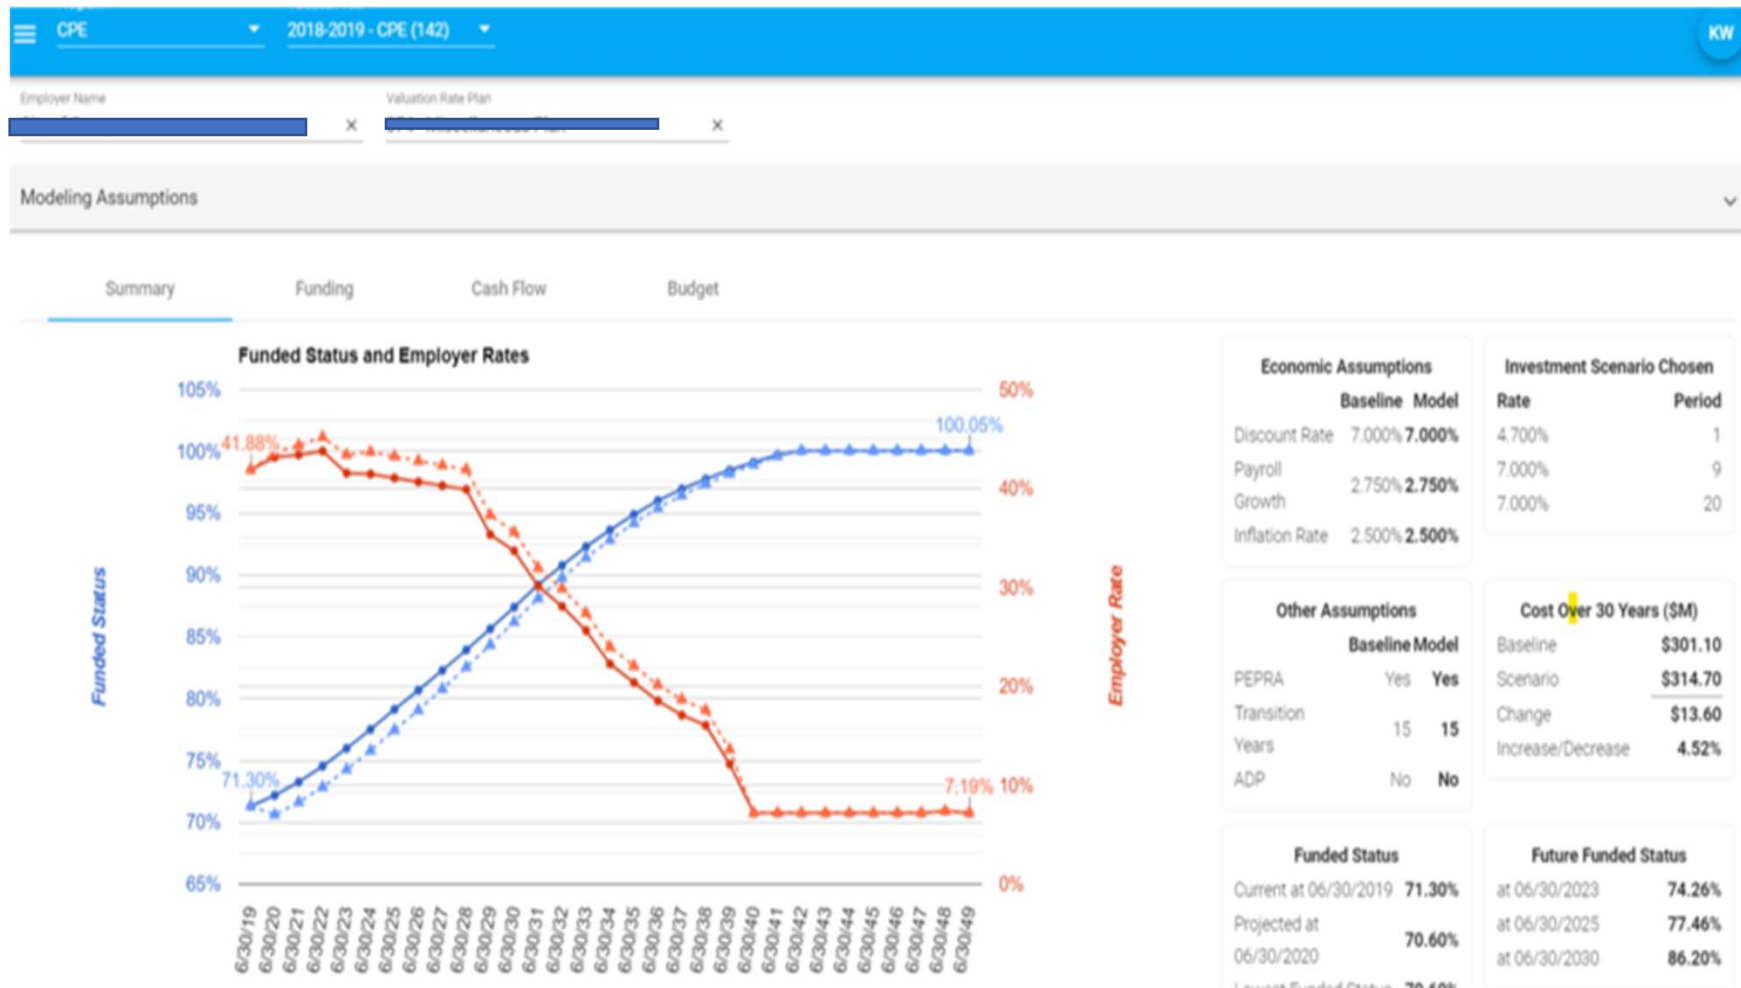 CPE
2018-2019 - CPE (142)
KW
Employer Name
Valuation Rate Plan
Modeling Assumptions
Summary
Funding
Cash Flow
Budget
Funded Status and Employer Rates
105%
100%
95%
90%
85%
80%
75%
70%
65%
Funded Status
41.88%
71.30%
100.05%
7.19%
50%
40%
30%
20%
10%
0%
Employer Rate
6/30/19
6/30/20
6/30/21
6/30/22
6/30/23
6/30/24
6/30/25
6/30/26
6/30/27
6/30/28
6/30/29
6/30/30
6/30/31
6/30/32
6/30/33
6/30/34
6/30/35
6/30/36
6/30/37
6/30/38
6/30/39
6/30/40
6/30/41
6/30/42
6/30/43
6/30/44
6/30/45
6/30/46
6/30/47
6/30/48
6/30/49
Economic Assumptions
Baseline Model
Discount Rate 7.000% 7.000%
Payroll
Growth
2.750% 2.750%
Inflation Rate 2.500% 2.500%
Investment Scenario Chosen
Rate Period
4.700% 1
7.000% 9
7.000% 20
Other Assumptions
Baseline Model
PEPRA Yes Yes
Transition
Years
15 15
ADP No No
Cost Over 30 Years ($M)
Baseline $301.10
Scenario $314.70
Change $13.60
Increase/Decrease 4.52%
Funded Status
Current at 06/30/2019 71.30%
Projected at
06/30/2020
70.60%
Lowest Funded Status 70.60%
Future Funded Status
at 06/30/2023 74.26%
at 06/30/2025 77.46%
at 06/30/2030 86.20%